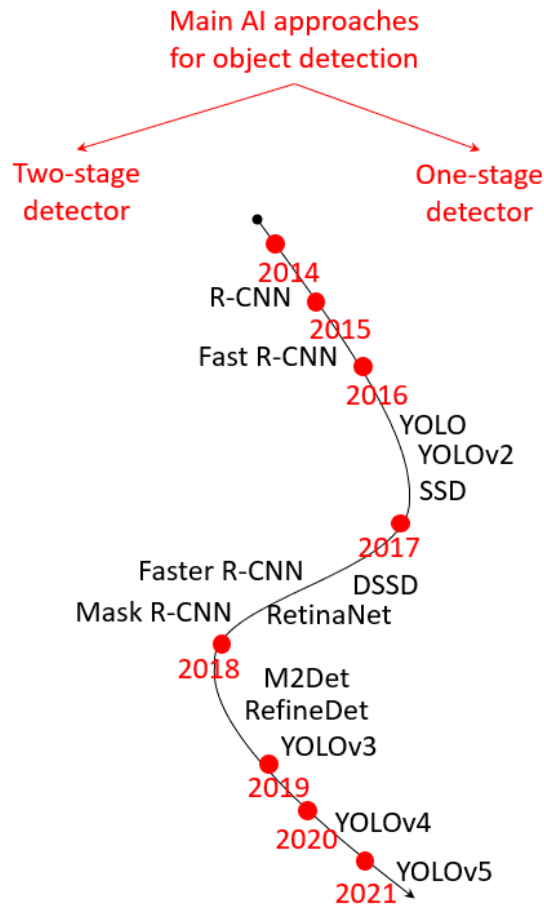 Main AI approaches
for object detection
Two-stage
detector
One-stage
detector
2014
R-CNN
2015
Fast R-CNN
2016
YOLO
YOLOv2
SSD
2017
Faster R-CNN
DSSD
Mask R-CNN
RetinaNet
2018
M2Det
RefineDet
YOLOv3
2019
YOLOv4
2020
YOLOv5
2021